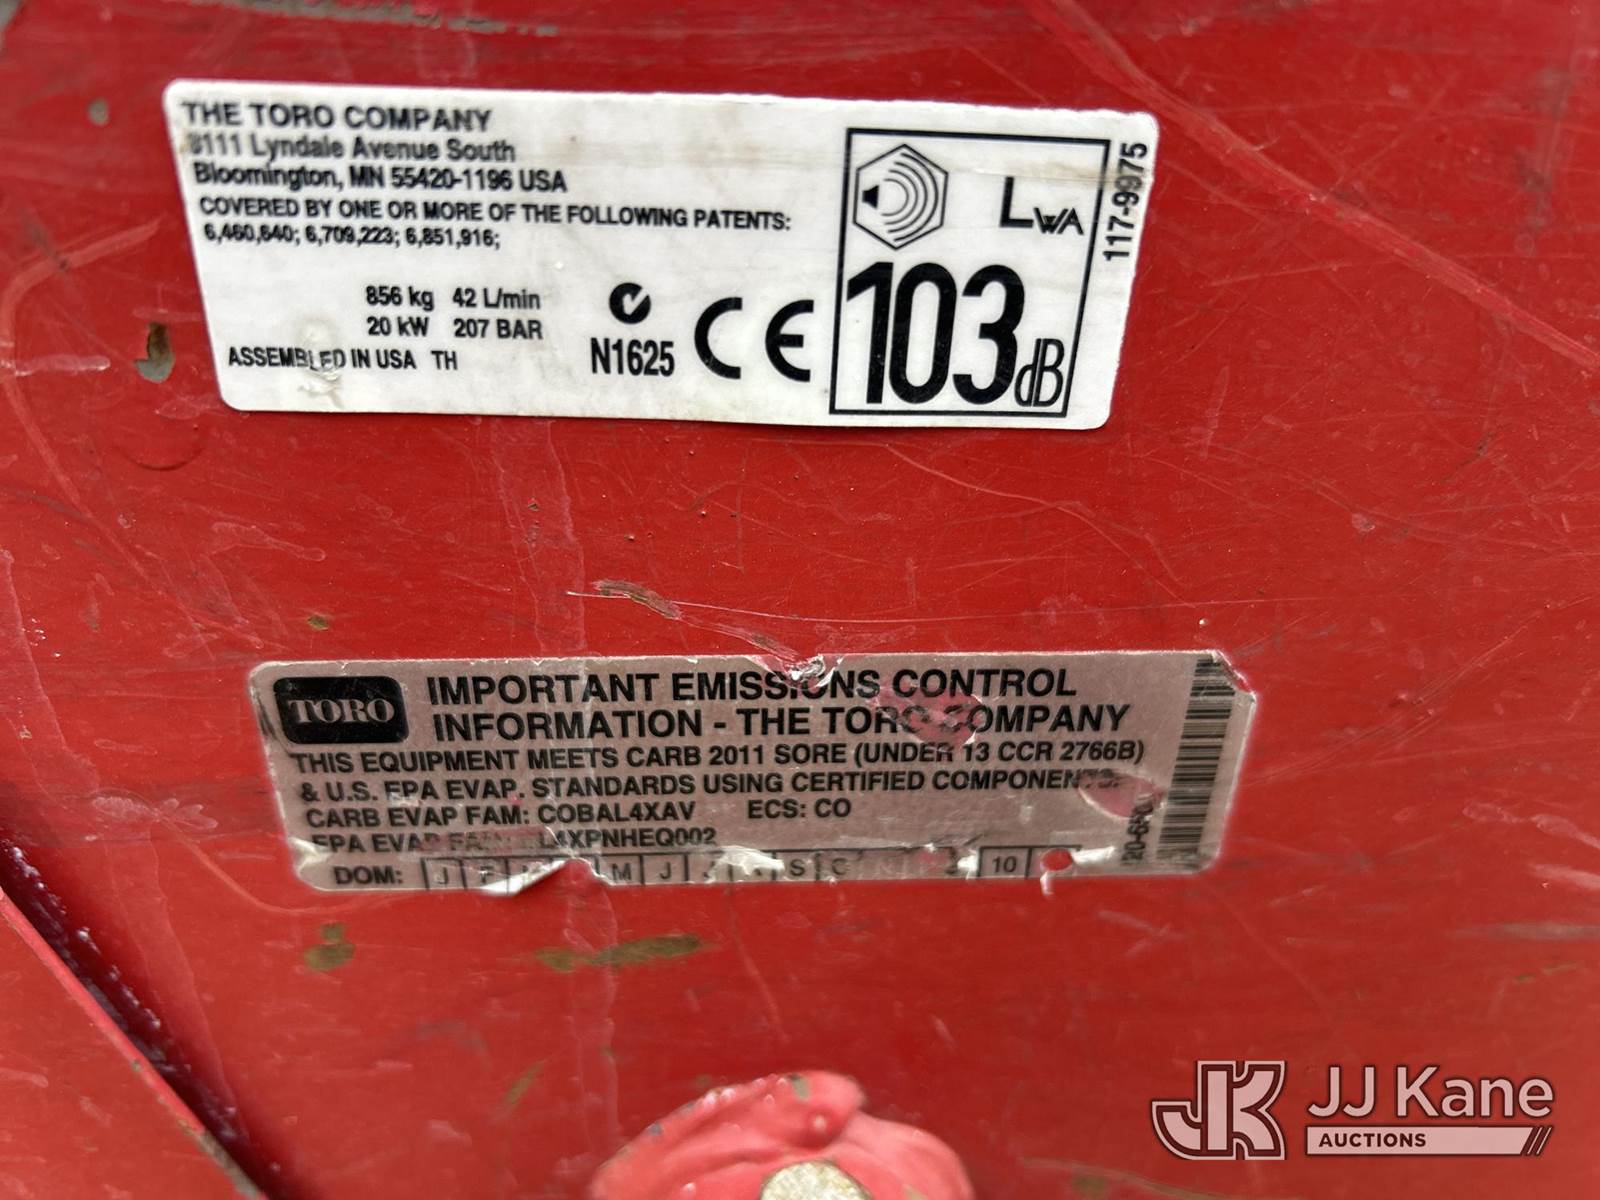 THE TORO COMPANY
8111 Lyndale Avenue South
Bloomington, MN 55420-1196 USA
COVERED BY ONE OR MORE OF THE FOLLOWING PATENTS:
6,460,640; 6,709,223; 6,851,916;
856 kg 42 L/min
20 kW 207 BAR
ASSEMBLED IN USA TH
N1625
CE
LWA
103dB
117-9975
TORO
IMPORTANT EMISSIONS CONTROL
INFORMATION - THE TORO COMPANY
THIS EQUIPMENT MEETS CARB 2011 SORE (UNDER 13 CCR 2766B)
& U.S. EPA EVAP. STANDARDS USING CERTIFIED COMPONENTS.
CARB EVAP FAM: COBAL4XAV ECS: CO
EPA EVAP FAM: L4XPNHEQ002
DOM: J F M J S 10
JJ Kane
AUCTIONS